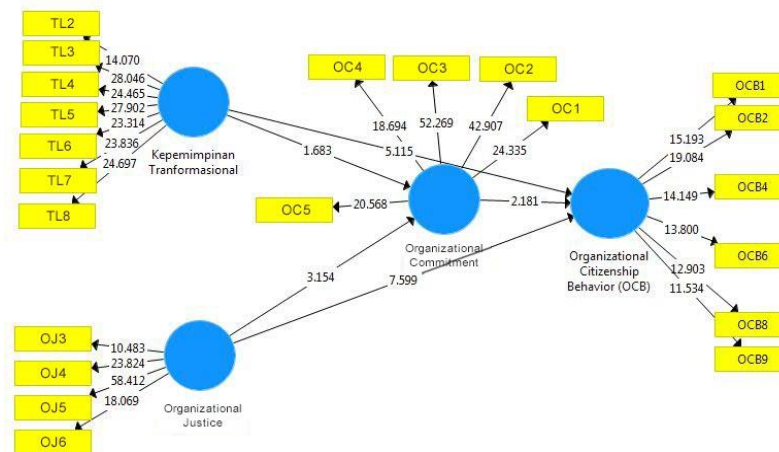 TL2
TL3
TL4
TL5
TL6
TL7
TL8
14.070
28.046
24.465
27.902
23.314
23.836
24.697
Kepemimpinan
Tranformasional
OC4
OC3
OC2
OC1
OC5
18.694
52.269
42.907
24.335
20.568
1.683
5.115
Organizational
Commitment
2.181
3.154
7.599
OCB1
OCB2
OCB4
OCB6
OCB8
OCB9
15.193
19.084
14.149
13.800
12.903
11.534
Organizational
Citizenship
Behavior (OCB)
OJ3
OJ4
OJ5
OJ6
10.483
23.824
58.412
18.069
Organizational
Justice